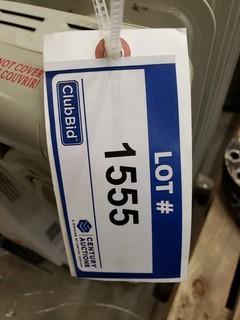 NOT COVER
COUVRIR!
ClubBid
LOT #
1555
CENTURY
AUCTIONS